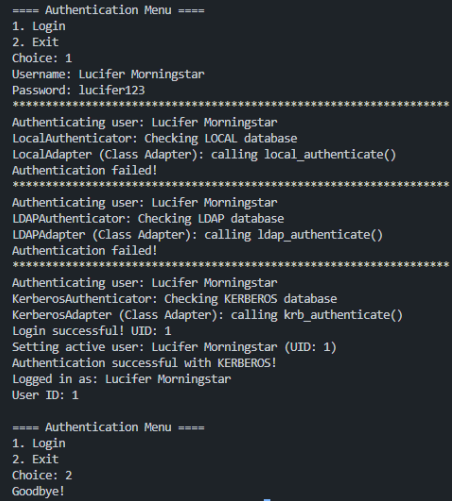 ==== Authentication Menu ====
1. Login
2. Exit
Choice: 1
Username: Lucifer Morningstar
Password: lucifer123
******************************************************************
Authenticating user: Lucifer Morningstar
LocalAuthenticator: Checking LOCAL database
LocalAdapter (Class Adapter): calling local_authenticate()
Authentication failed!
******************************************************************
Authenticating user: Lucifer Morningstar
LDAPAuthenticator: Checking LDAP database
LDAPAdapter (Class Adapter): calling ldap_authenticate()
Authentication failed!
******************************************************************
Authenticating user: Lucifer Morningstar
KerberosAuthenticator: Checking KERBEROS database
KerberosAdapter (Class Adapter): calling krb_authenticate()
Login successful! UID: 1
Setting active user: Lucifer Morningstar (UID: 1)
Authentication successful with KERBEROS!
Logged in as: Lucifer Morningstar
User ID: 1

==== Authentication Menu ====
1. Login
2. Exit
Choice: 2
Goodbye!